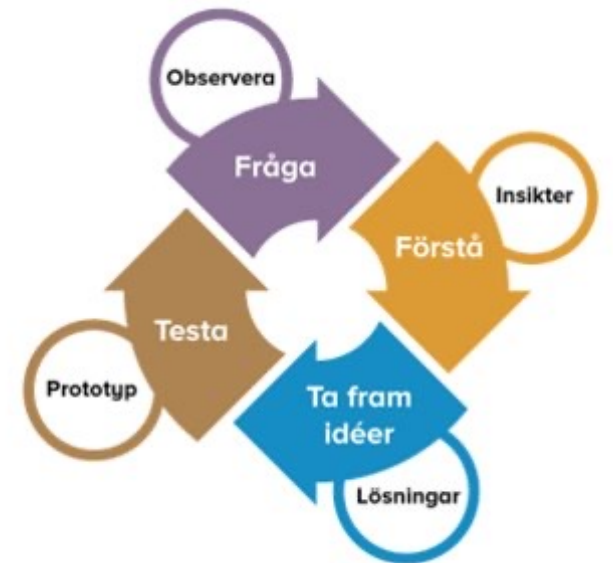 Observera
Fråga
Insikter
Förstå
Testa
Prototyp
Ta fram
idéer
Lösningar